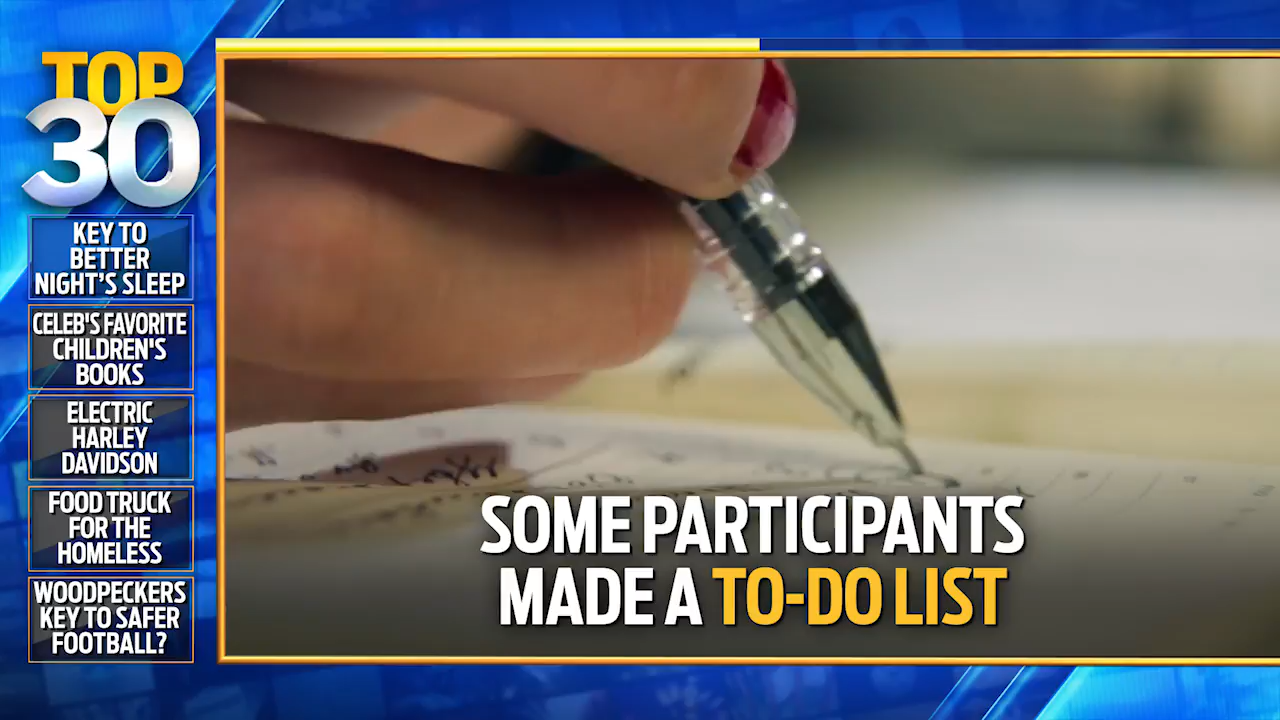 TOP
30
KEY TO
BETTER
NIGHT'S SLEEP
CELEB'S FAVORITE
CHILDREN'S
BOOKS
ELECTRIC
HARLEY
DAVIDSON
FOOD TRUCK
FOR THE
HOMELESS
WOODPECKERS
KEY TO SAFER
FOOTBALL?
SOME PARTICIPANTS
MADE A TO-DO LIST